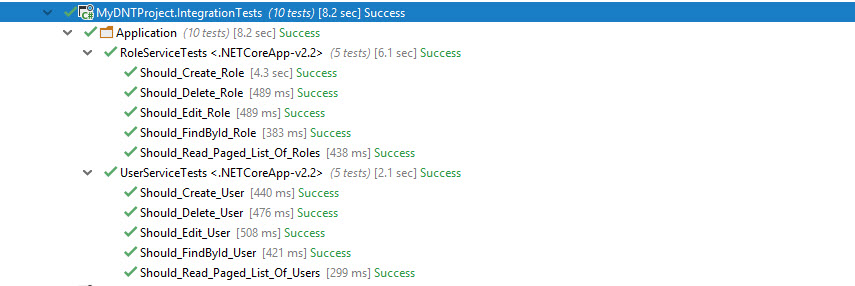 MyDNTProject.IntegrationTests (10 tests) [8.2 sec] Success
Application (10 tests) [8.2 sec] Success
RoleServiceTests <.NETCoreApp-v2.2> (5 tests) [6.1 sec] Success
Should_Create_Role [4.3 sec] Success
Should_Delete_Role [489 ms] Success
Should_Edit_Role [489 ms] Success
Should_FindById_Role [383 ms] Success
Should_Read_Paged_List_Of_Roles [438 ms] Success
UserServiceTests <.NETCoreApp-v2.2> (5 tests) [2.1 sec] Success
Should_Create_User [440 ms] Success
Should_Delete_User [476 ms] Success
Should_Edit_User [508 ms] Success
Should_FindById_User [421 ms] Success
Should_Read_Paged_List_Of_Users [299 ms] Success